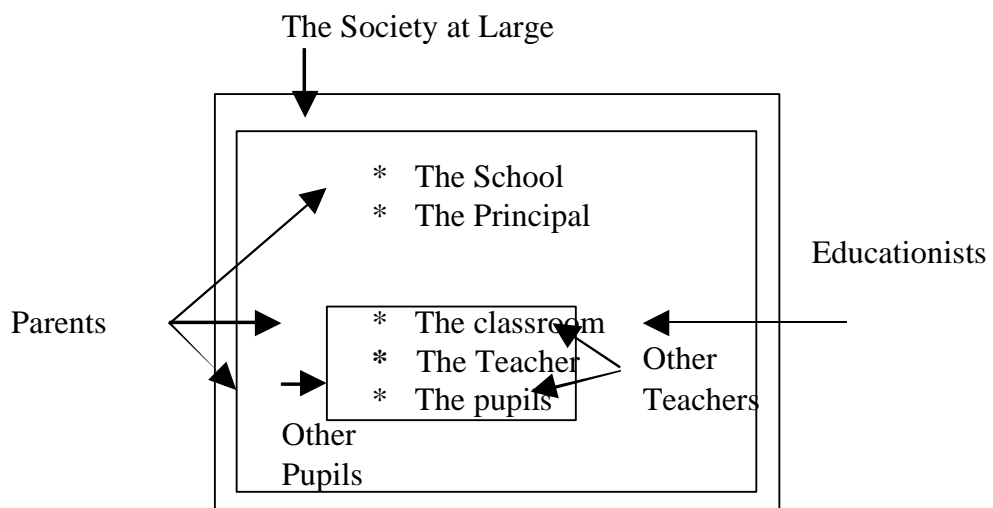 The Society at Large
* The School
* The Principal
Educationists
Parents
* The classroom
* The Teacher
* The pupils
Other
Teachers
Other
Pupils